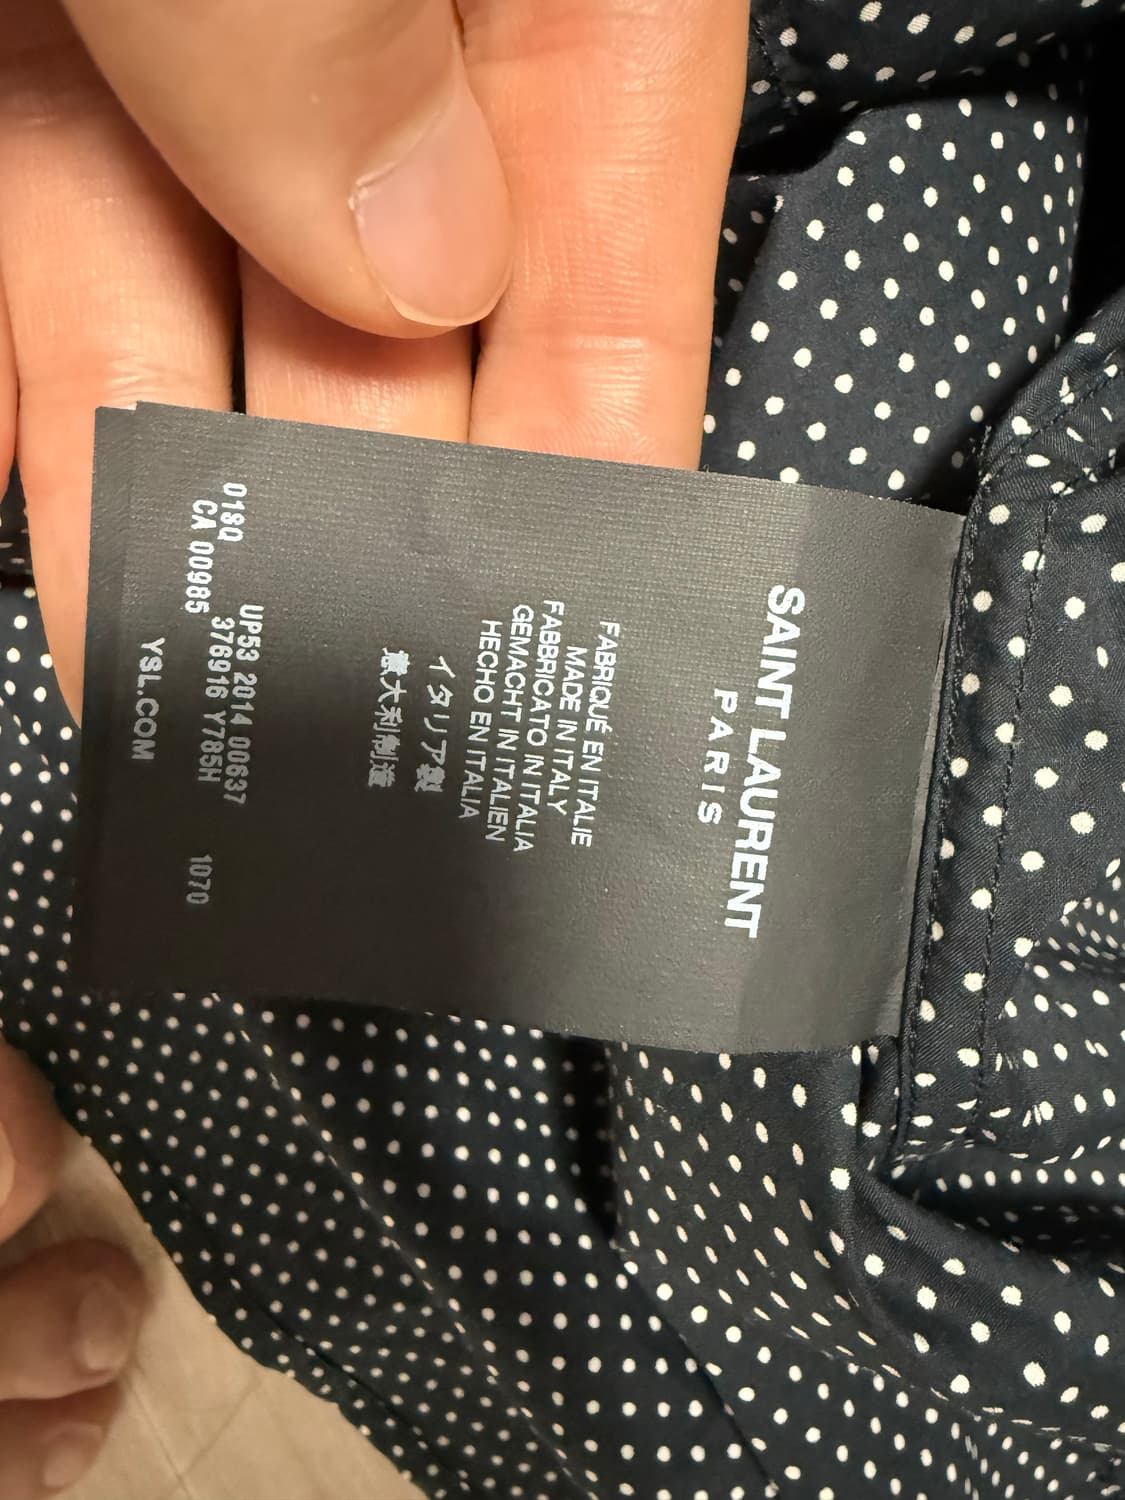 SAINT LAURENT
PARIS
FABRIQUÉ EN ITALIE
MADE IN ITALY
FABBRICATO IN ITALIA
GEMACHT IN ITALIEN
HECHO EN ITALIA
イタリア製
意大利制造
018Q UP53 2014 00637
CA 00985 376916 Y785H 1070
YSL.COM